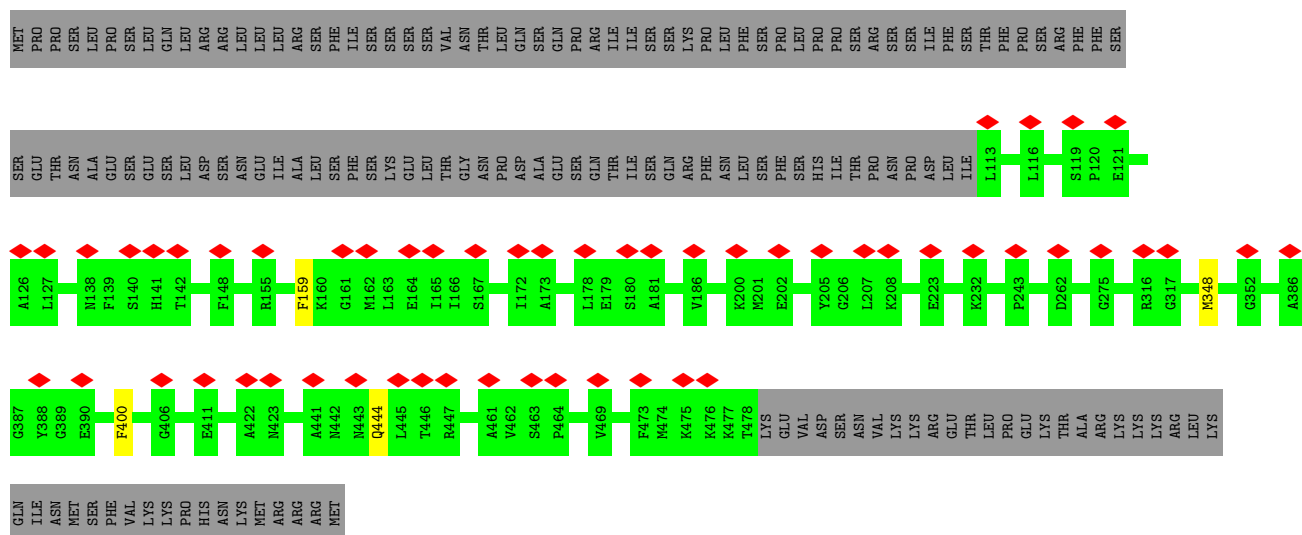 MET PRO PRO SER LEU PRO SER LEU GLN LEU ARG ARG LEU LEU LEU ARG SER PHE ILE SER SER SER SER VAL ASN THR LEU GLN SER GLN PRO ARG ILE ILE SER SER LYS PRO LEU PHE SER PRO LEU PRO PRO SER ARG SER SER ILE PHE SER THR PHE PRO SER ARG PHE PHE SER
SER GLU THR ASN ALA GLU SER GLU SER LEU ASP SER ASN GLU ILE ALA LEU SER PHE SER LYS GLU LEU THR GLY ASN PRO ASP ALA GLU SER GLN THR ILE SER GLN ARG PHE ASN LEU SER PHE SER HIS ILE THR PRO ASN PRO ASP LEU ILE L113 L116 S119 P120 E121
A126 L127 N138 F139 S140 H141 T142 F148 R155 F159 K160 G161 M162 L163 E164 I165 I166 S167 I172 A173 L178 E179 S180 A181 V186 K200 M201 E202 Y205 G206 L207 K208 E223 K232 P243 D262 G275 R316 G317 M348 G352 A386
G387 Y388 G389 E390 F400 G406 E411 A422 N423 A441 N442 N443 Q444 L445 T446 R447 A461 V462 S463 P464 V469 F473 M474 K475 K476 K477 T478 LYS GLU VAL ASP SER ASN VAL LYS LYS ARG GLU THR LEU PRO GLU LYS THR ALA ARG LYS LYS LYS ARG LEU LYS
GLN ILE ASN MET SER PHE VAL LYS LYS PRO HIS ASN LYS MET ARG ARG ARG MET